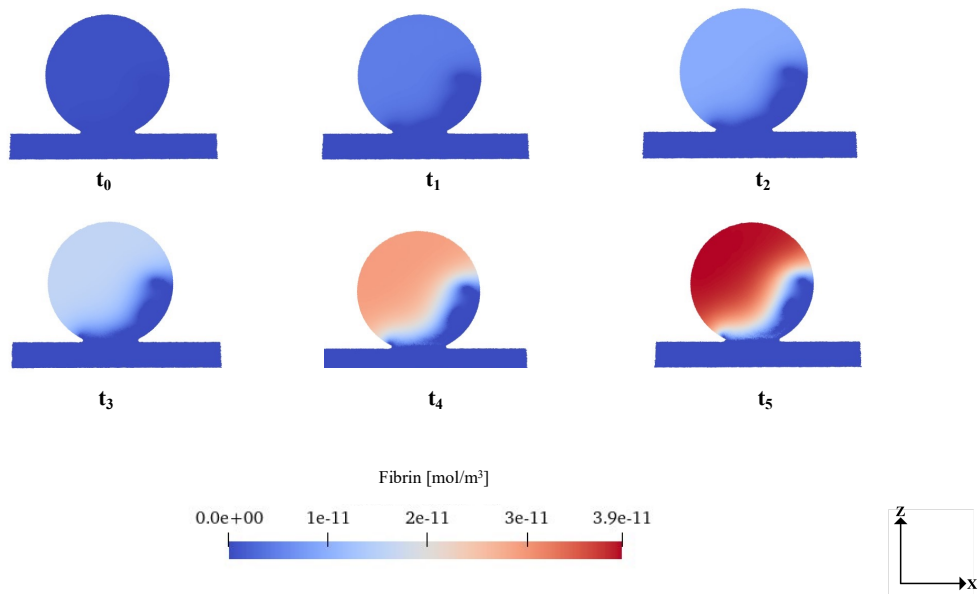 t₀ t₁ t₂
t₃ t₄ t₅
Fibrin [mol/m³]
0.0e+00 1e-11 2e-11 3e-11 3.9e-11
Z
X